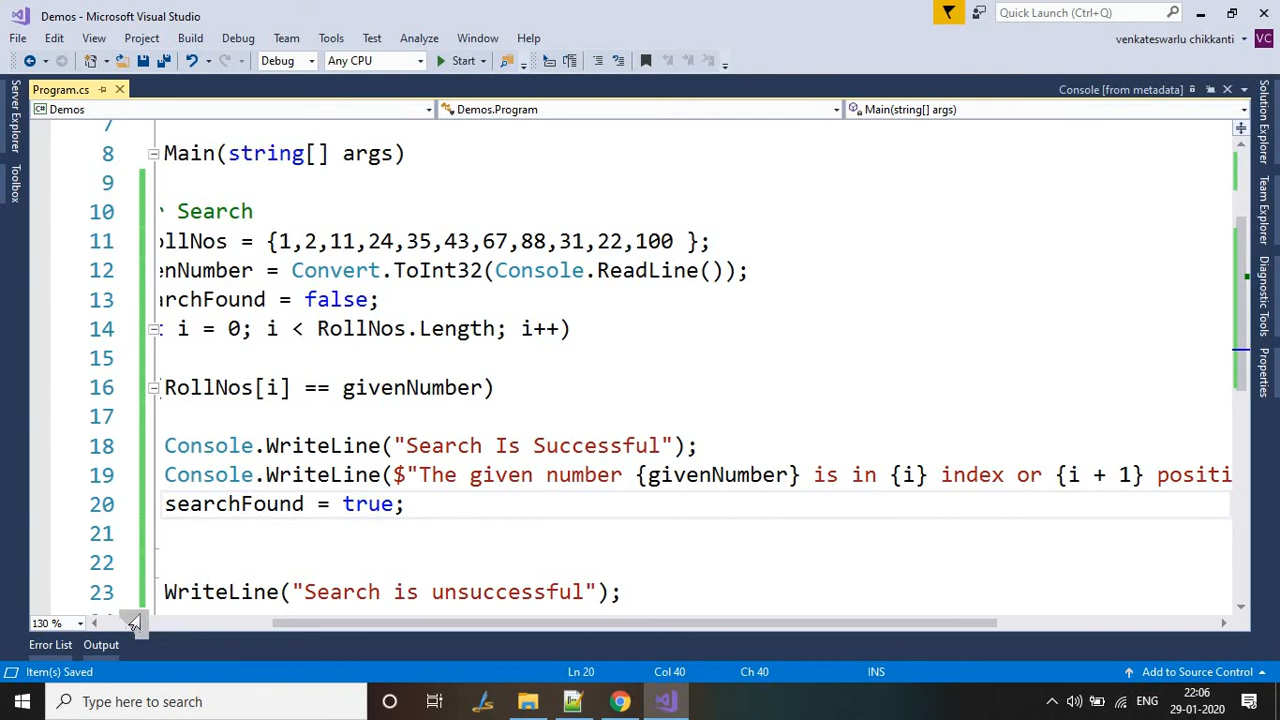 Demos - Microsoft Visual Studio
Quick Launch (Ctrl+Q)
File Edit View Project Build Debug Team Tools Test Analyze Window Help
venkateswarlu chikkanti VC
Debug Any CPU Start
Program.cs
Console [from metadata]
Demos Demos.Program Main(string[] args)
Server Explorer
Toolbox
Solution Explorer
Team Explorer
Diagnostic Tools
Properties
7
8 Main(string[] args)
9
10 Search
11 ollNos = {1,2,11,24,35,43,67,88,31,22,100 };
12 enNumber = Convert.ToInt32(Console.ReadLine());
13 archFound = false;
14 t i = 0; i < RollNos.Length; i++)
15
16 RollNos[i] == givenNumber)
17
18 Console.WriteLine("Search Is Successful");
19 Console.WriteLine($"The given number {givenNumber} is in {i} index or {i + 1} positi
20 searchFound = true;
21
22
23 WriteLine("Search is unsuccessful");
130 %
Error List Output
Item(s) Saved Ln 20 Col 40 Ch 40 INS Add to Source Control
Type here to search
ENG
22:06
29-01-2020